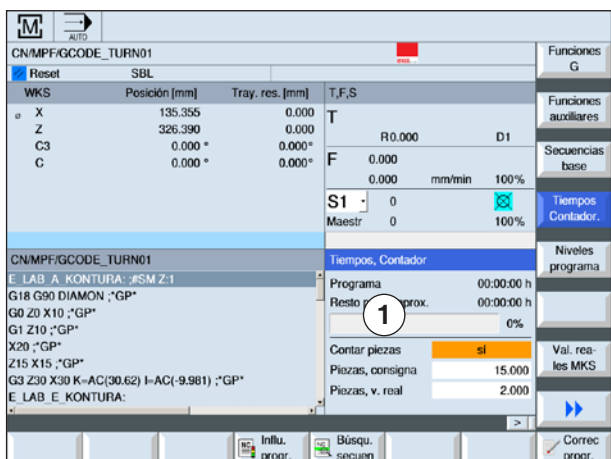 M
AUTO
CN/MPF/GCODE_TURN01
Reset SBL
WKS Posición [mm] Tray. res. [mm] T,F,S
ø X 135.355 0.000
Z 326.390 0.000
C3 0.000 ° 0.000°
C 0.000 ° 0.000°
T
R0.000 D1
F 0.000
0.000 mm/min 100%
S1 0
Maestr 0 100%
CN/MPF/GCODE_TURN01
E_LAB_A_KONTURA: ;#SM Z:1
G18 G90 DIAMON ;*GP*
G0 Z0 X10 ;*GP*
G1 Z10 ;*GP*
X20 ;*GP*
Z15 X15 ;*GP*
G3 Z30 X30 K=AC(30.62) I=AC(-9.981) ;*GP*
E_LAB_E_KONTURA:
Tiempos, Contador
Programa 00:00:00 h
Resto prox. 00:00:00 h
1
0%
Contar piezas si
Piezas, consigna 15.000
Piezas, v. real 2.000
>
Funciones
G
Funciones
auxiliares
Secuencias
base
Tiempos
Contador.
Niveles
programa
Val. rea-
les MKS
NC Influ.
progr.
NC Búsqu.
secuen
Correc
progr.